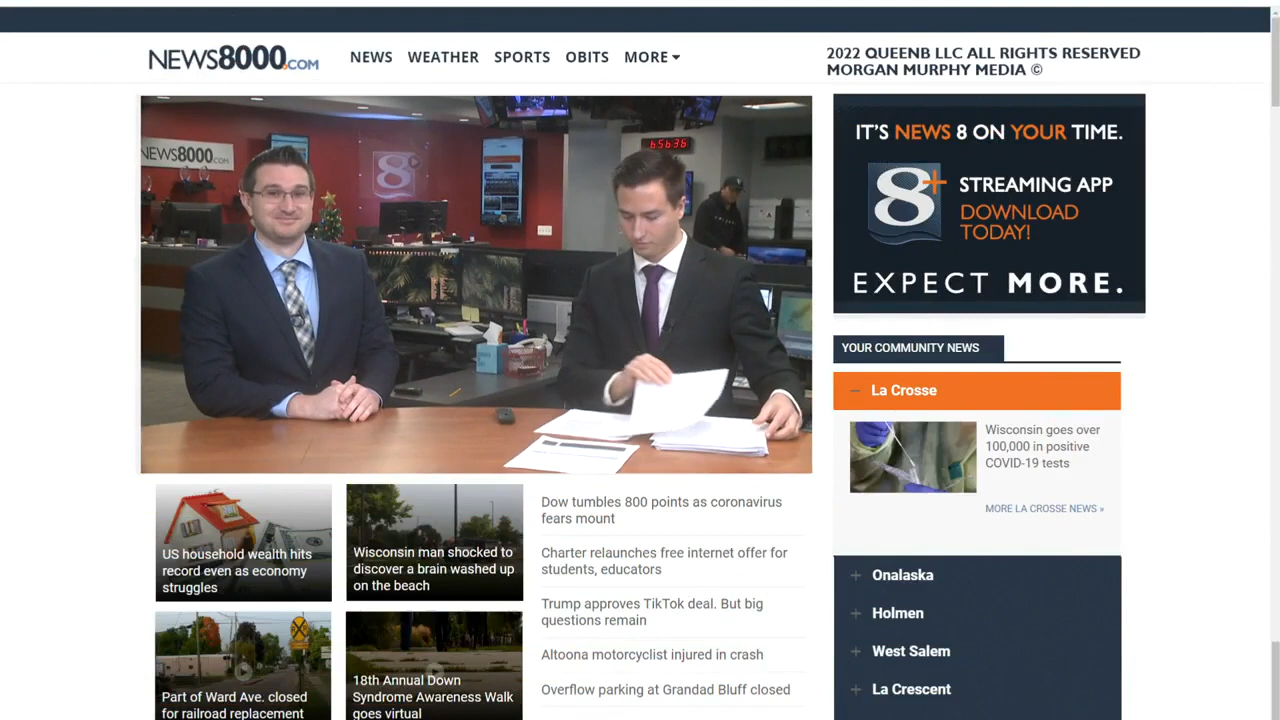 NEWS8000.COM
NEWS
WEATHER
SPORTS
OBITS
MORE
2022 QUEENB LLC ALL RIGHTS RESERVED
MORGAN MURPHY MEDIA ©
NEWS8000.COM
8
65636
IT'S NEWS 8 ON YOUR TIME.
8+
STREAMING APP
DOWNLOAD
TODAY!
EXPECT MORE.
YOUR COMMUNITY NEWS
La Crosse
Wisconsin goes over
100,000 in positive
COVID-19 tests
MORE LA CROSSE NEWS »
Onalaska
Holmen
West Salem
La Crescent
US household wealth hits
record even as economy
struggles
Wisconsin man shocked to
discover a brain washed up
on the beach
Dow tumbles 800 points as coronavirus
fears mount
Charter relaunches free internet offer for
students, educators
Trump approves TikTok deal. But big
questions remain
Altoona motorcyclist injured in crash
Overflow parking at Grandad Bluff closed
Part of Ward Ave. closed
for railroad replacement
18th Annual Down
Syndrome Awareness Walk
goes virtual